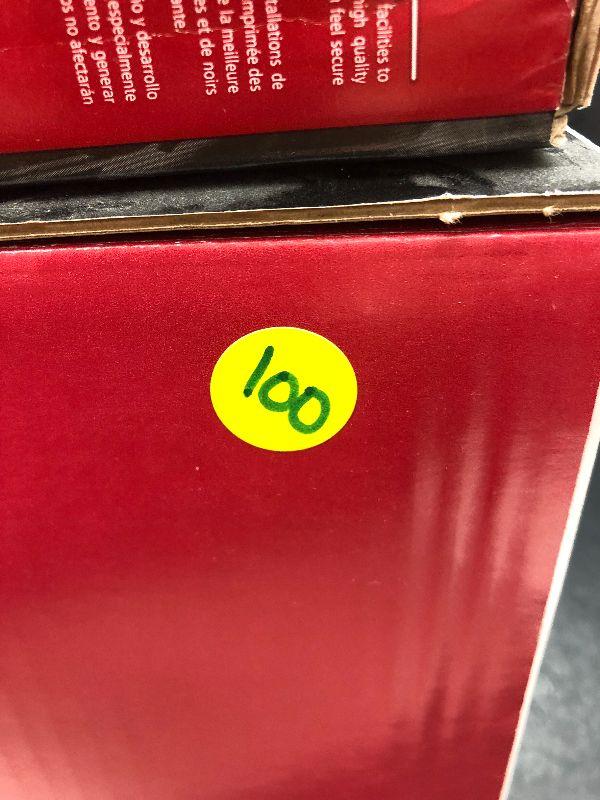 facilities to
high quality
feel secure
tallations de
mprimée des
la meilleure
es et de noirs
ante.
o y desarrollo
especialmente
ento y generar
os no afectarán
100